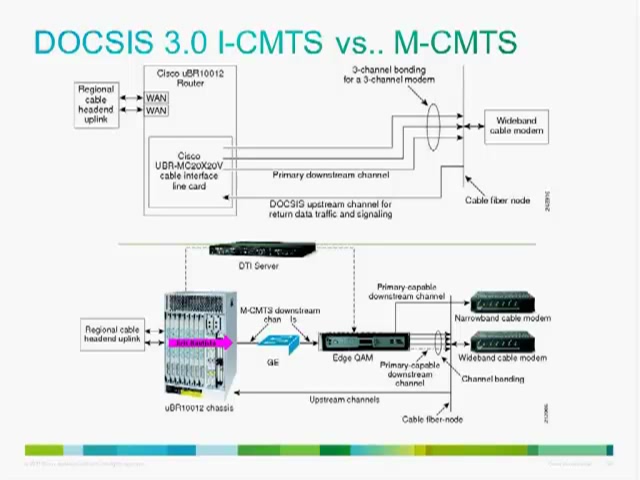 DOCSIS 3.0 I-CMTS vs.. M-CMTS
Regional
cable
headend
uplink
WAN
WAN
Cisco uBR10012
Router
Cisco
UBR-MC20X20V
cable interface
line card
3-channel bonding
for a 3-channel modem
Wideband
cable modem
Primary downstream channel
DOCSIS upstream channel for
return data traffic and signaling
Cable fiber node
DTI Server
Regional cable
headend uplink
uBR10012 chassis
M-CMTS downstream
chan ls
GE
Edge QAM
Primary-capable
downstream channel
Narrowband cable modem
Wideband cable modem
Primary-capable
downstream
channel
Channel bonding
Upstream channels
Cable fiber-node